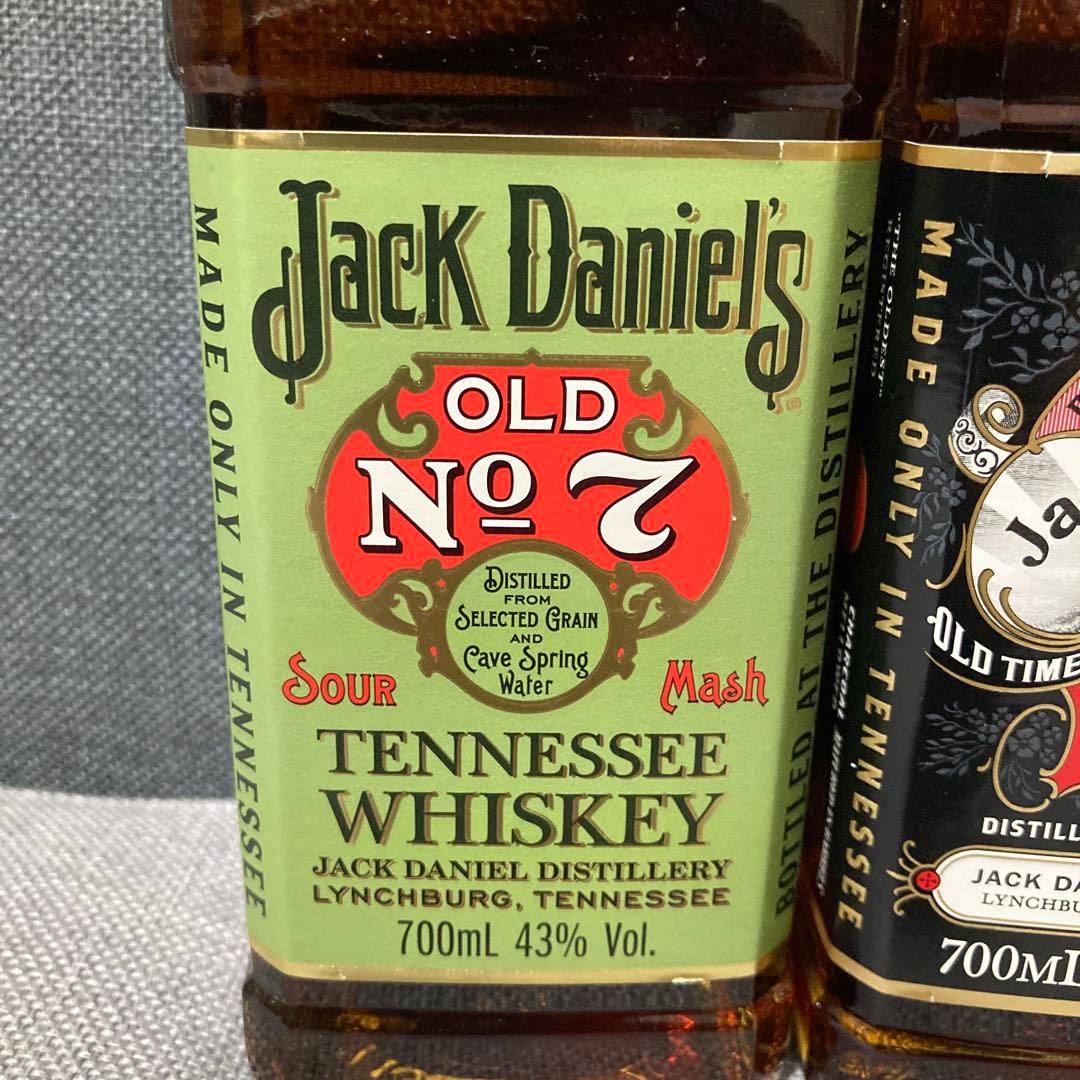 Jack Daniel's
OLD
No 7
DISTILLED
FROM
SELECTED GRAIN
AND
Cave Spring
Water
SOUR Mash
TENNESSEE
WHISKEY
JACK DANIEL DISTILLERY
LYNCHBURG, TENNESSEE
700mL 43% Vol.
MADE ONLY IN TENNESSEE
BOTTLED AT THE DISTILLERY
MADE ONLY IN TENNESSEE
Ja
OLD TIME
DISTILL
JACK DA
LYNCHBU
700ML